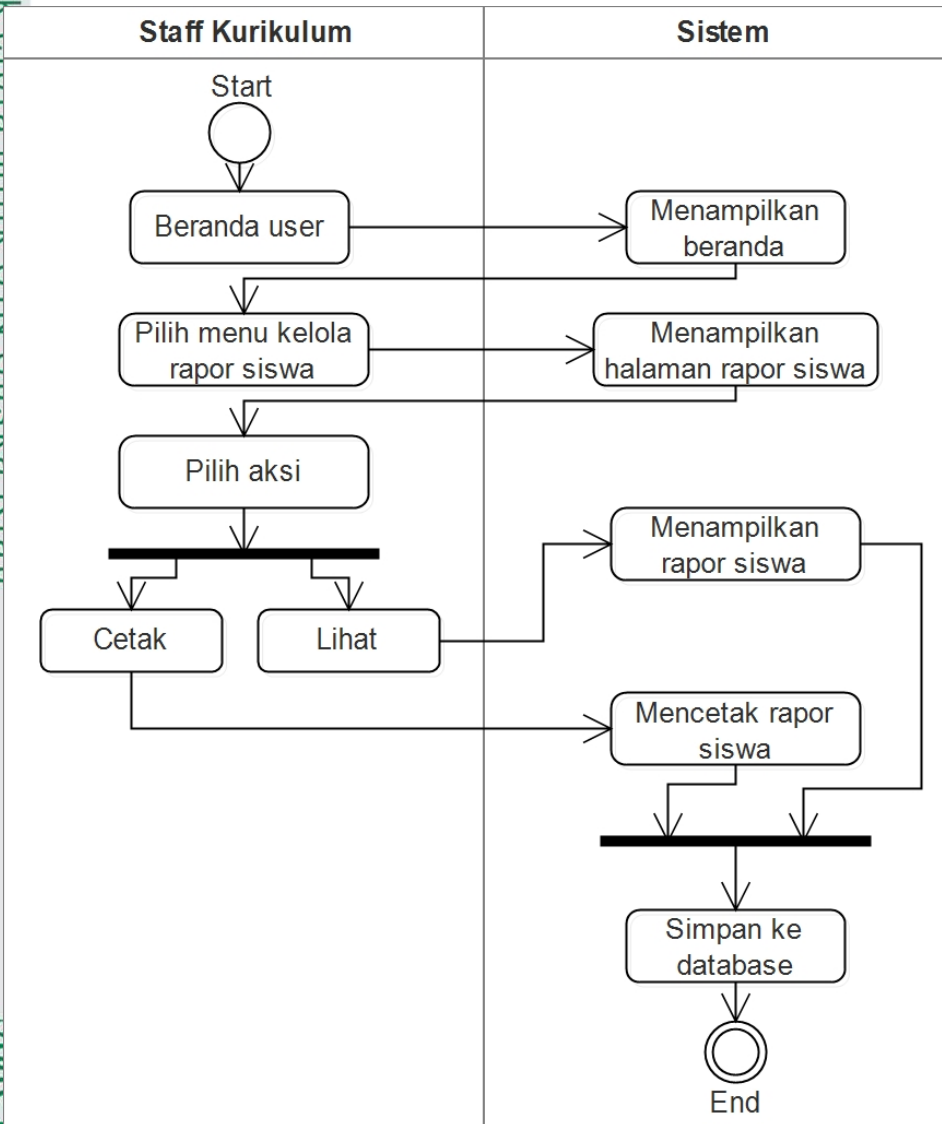 Staff Kurikulum
Sistem
Start
Beranda user
Menampilkan
beranda
Pilih menu kelola
rapor siswa
Menampilkan
halaman rapor siswa
Pilih aksi
Menampilkan
rapor siswa
Cetak
Lihat
Mencetak rapor
siswa
Simpan ke
database
End